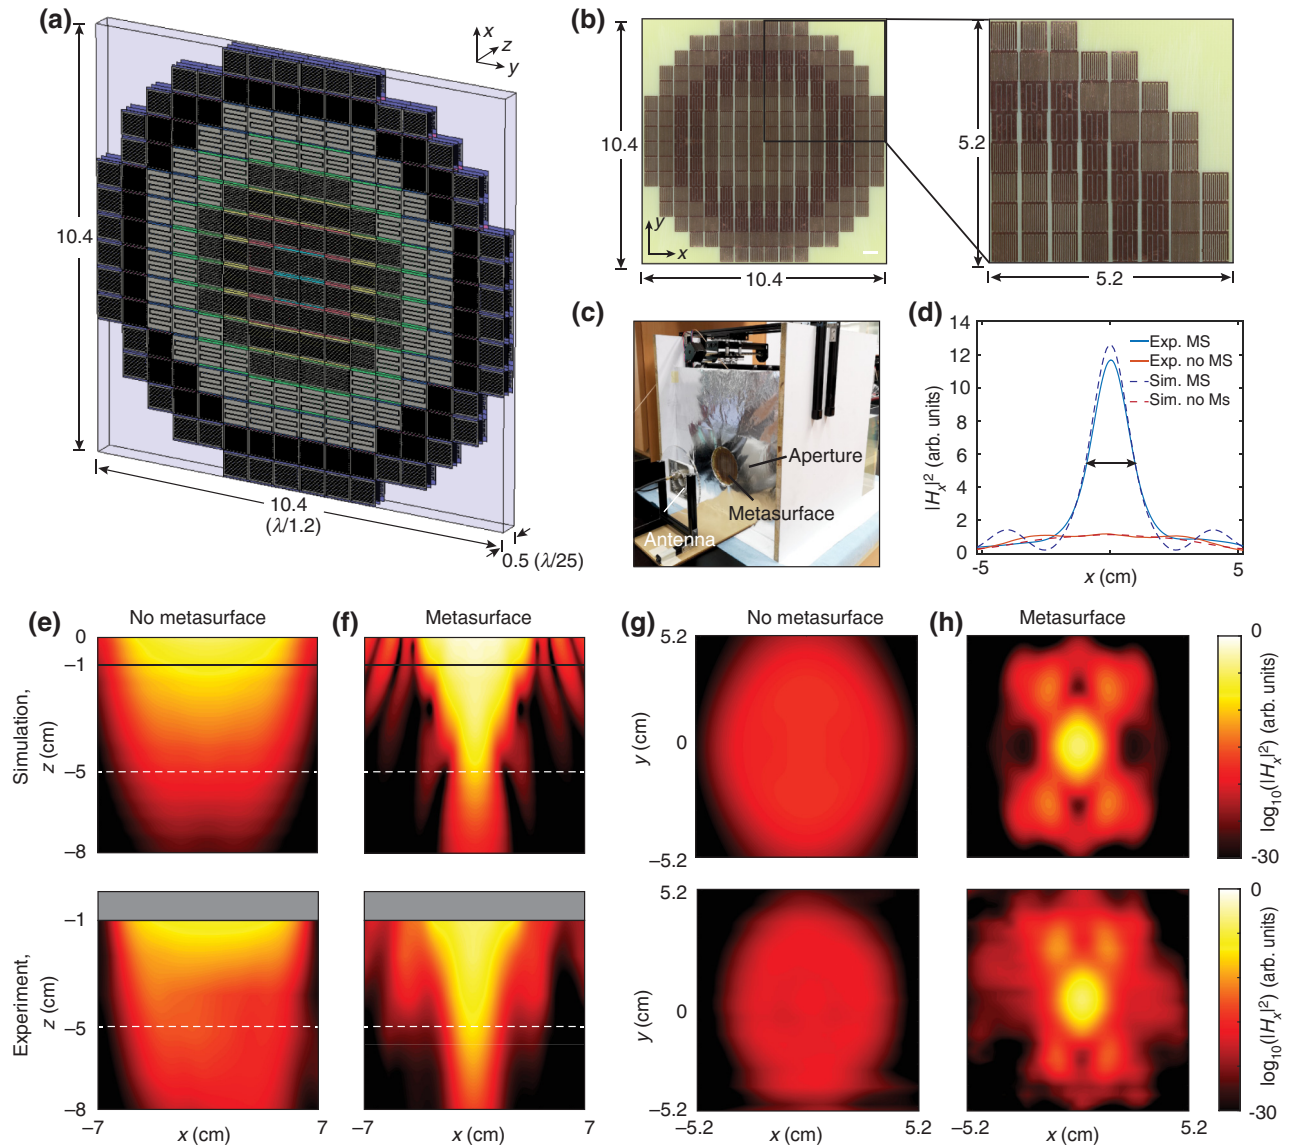 (a)
10.4
10.4
(λ/1.2)
0.5 (λ/25)
x
z
y
(b)
10.4
10.4
y
x
5.2
5.2
(c)
Aperture
Metasurface
Antenna
(d)
14
12
10
8
6
4
2
0
|Hx|² (arb. units)
Exp. MS
Exp. no MS
Sim. MS
Sim. no Ms
-5
0
5
x (cm)
(e)
No metasurface
(f)
Metasurface
(g)
No metasurface
(h)
Metasurface
Simulation,
z (cm)
0
–1
–5
–8
5.2
y (cm)
0
–5.2
0
log10(|Hx|²) (arb. units)
-30
Experiment,
z (cm)
–1
–5
–8
–7
x (cm)
7
7
x (cm)
5.2
y (cm)
0
–5.2
–5.2
x (cm)
5.2
–5.2
x (cm)
5.2
0
log10(|Hx|²) (arb. units)
-30